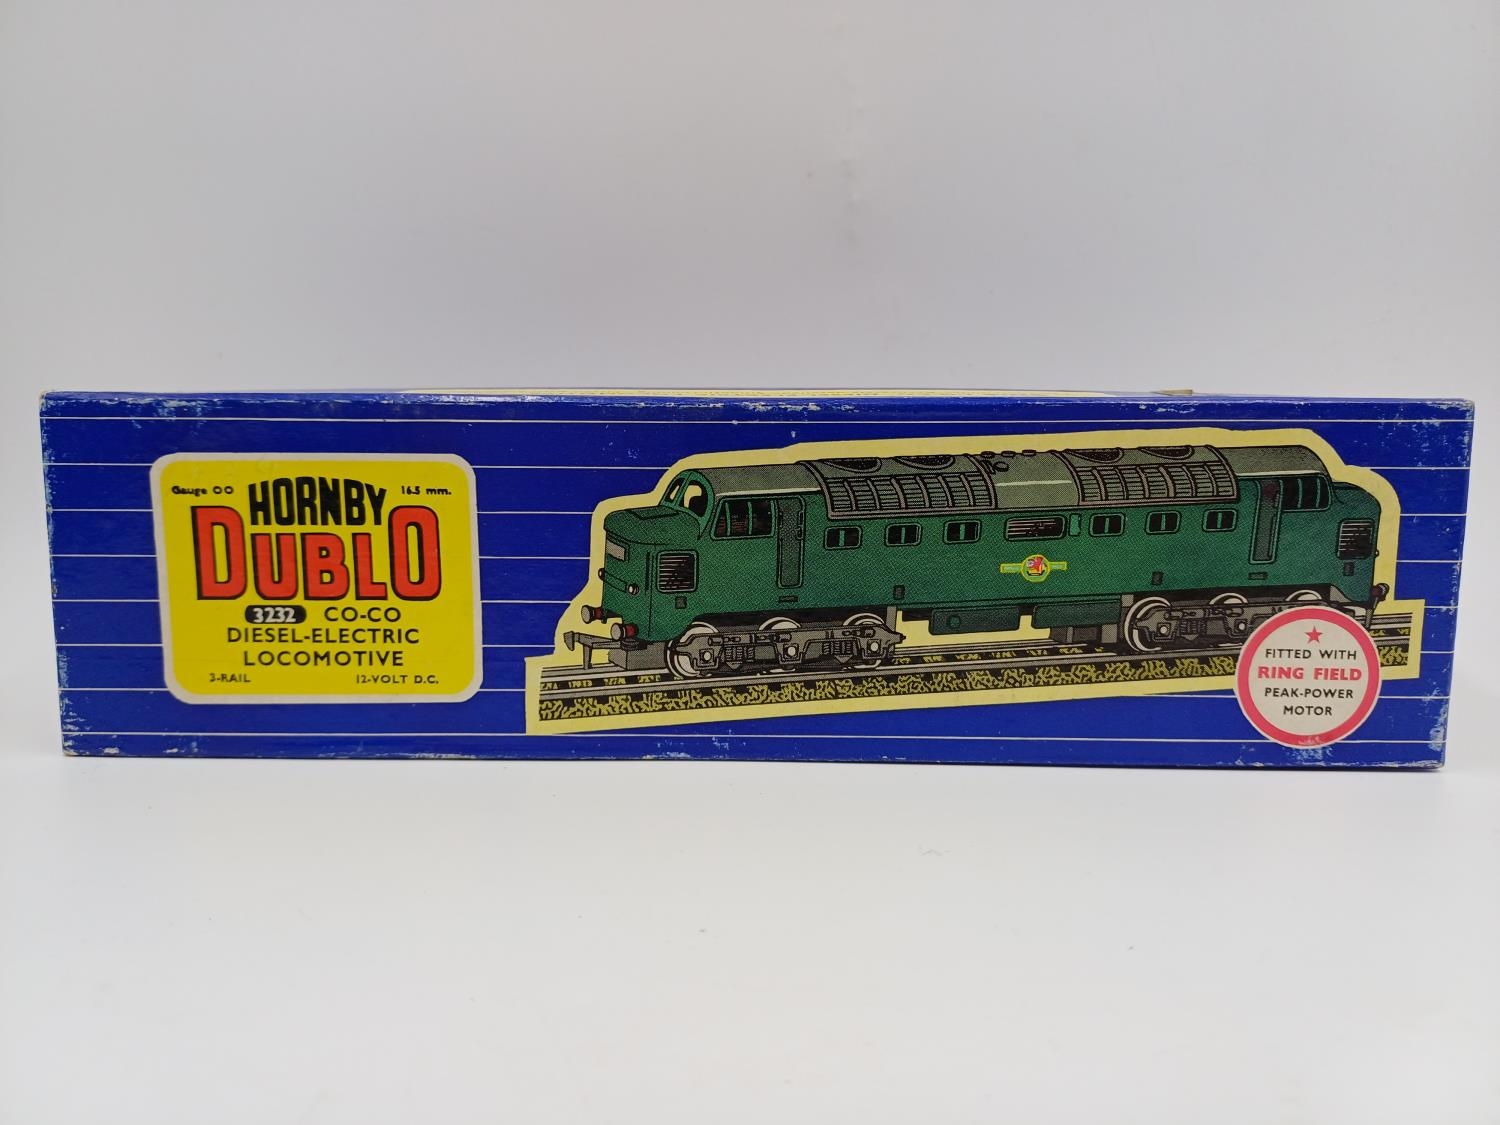 Gauge OO 16.5 mm.
HORNBY
DUBLO
3232 CO-CO
DIESEL-ELECTRIC
LOCOMOTIVE
3-RAIL 12-VOLT D.C.
FITTED WITH
RING FIELD
PEAK-POWER
MOTOR